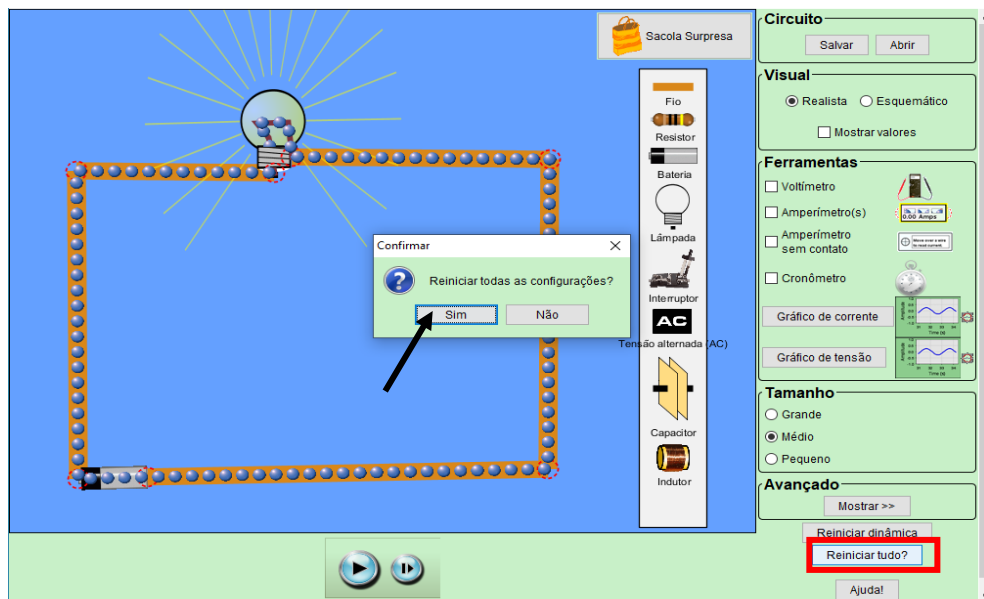 Sacola Surpresa
Fio
Resistor
Bateria
Lâmpada
Interruptor
AC
Tensão alternada (AC)
Capacitor
Indutor
Confirmar
Reiniciar todas as configurações?
Sim
Não
Circuito
Salvar
Abrir
Visual
Realista
Esquemático
Mostrar valores
Ferramentas
Voltímetro
Amperímetro(s)
0.00 Amps
Amperímetro
sem contato
Cronômetro
Gráfico de corrente
Gráfico de tensão
Tamanho
Grande
Médio
Pequeno
Avançado
Mostrar >>
Reiniciar dinâmica
Reiniciar tudo?
Ajuda!